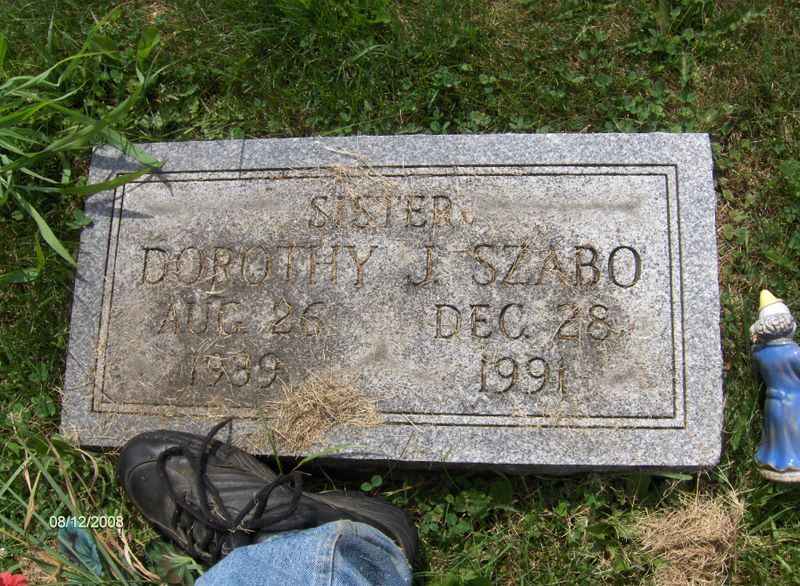 SISTER
DOROTHY J. SZABO
AUG. 26 DEC. 28
1939 1991
08/12/2008